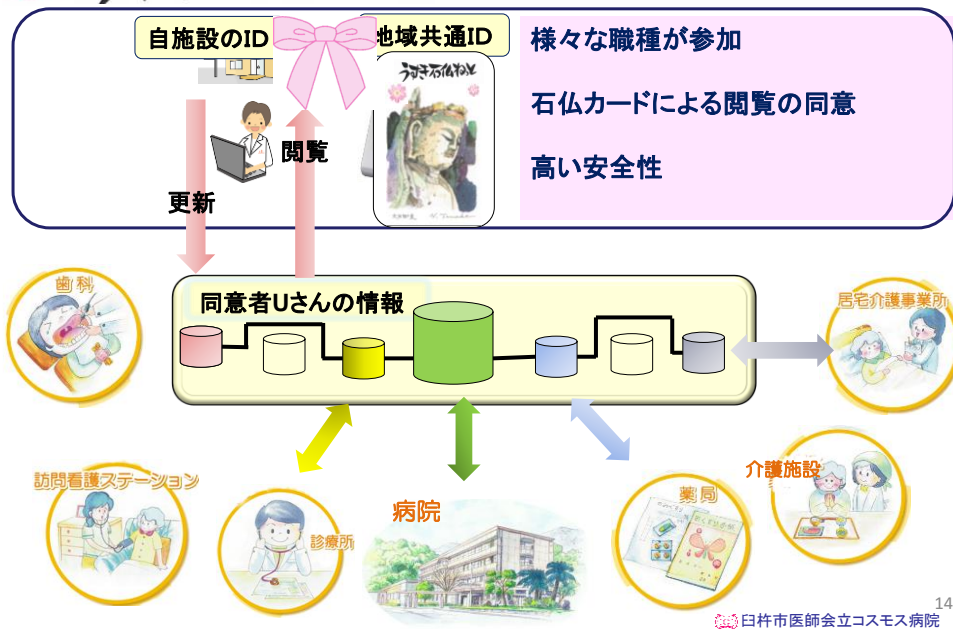 自施設のID
地域共通ID
様々な職種が参加
うすき石仏ねっと
石仏カードによる閲覧の同意
閲覧
高い安全性
更新
同意者Uさんの情報
歯科
居宅介護事業所
訪問看護ステーション
診療所
病院
薬局
介護施設
14
臼杵市医師会立コスモス病院